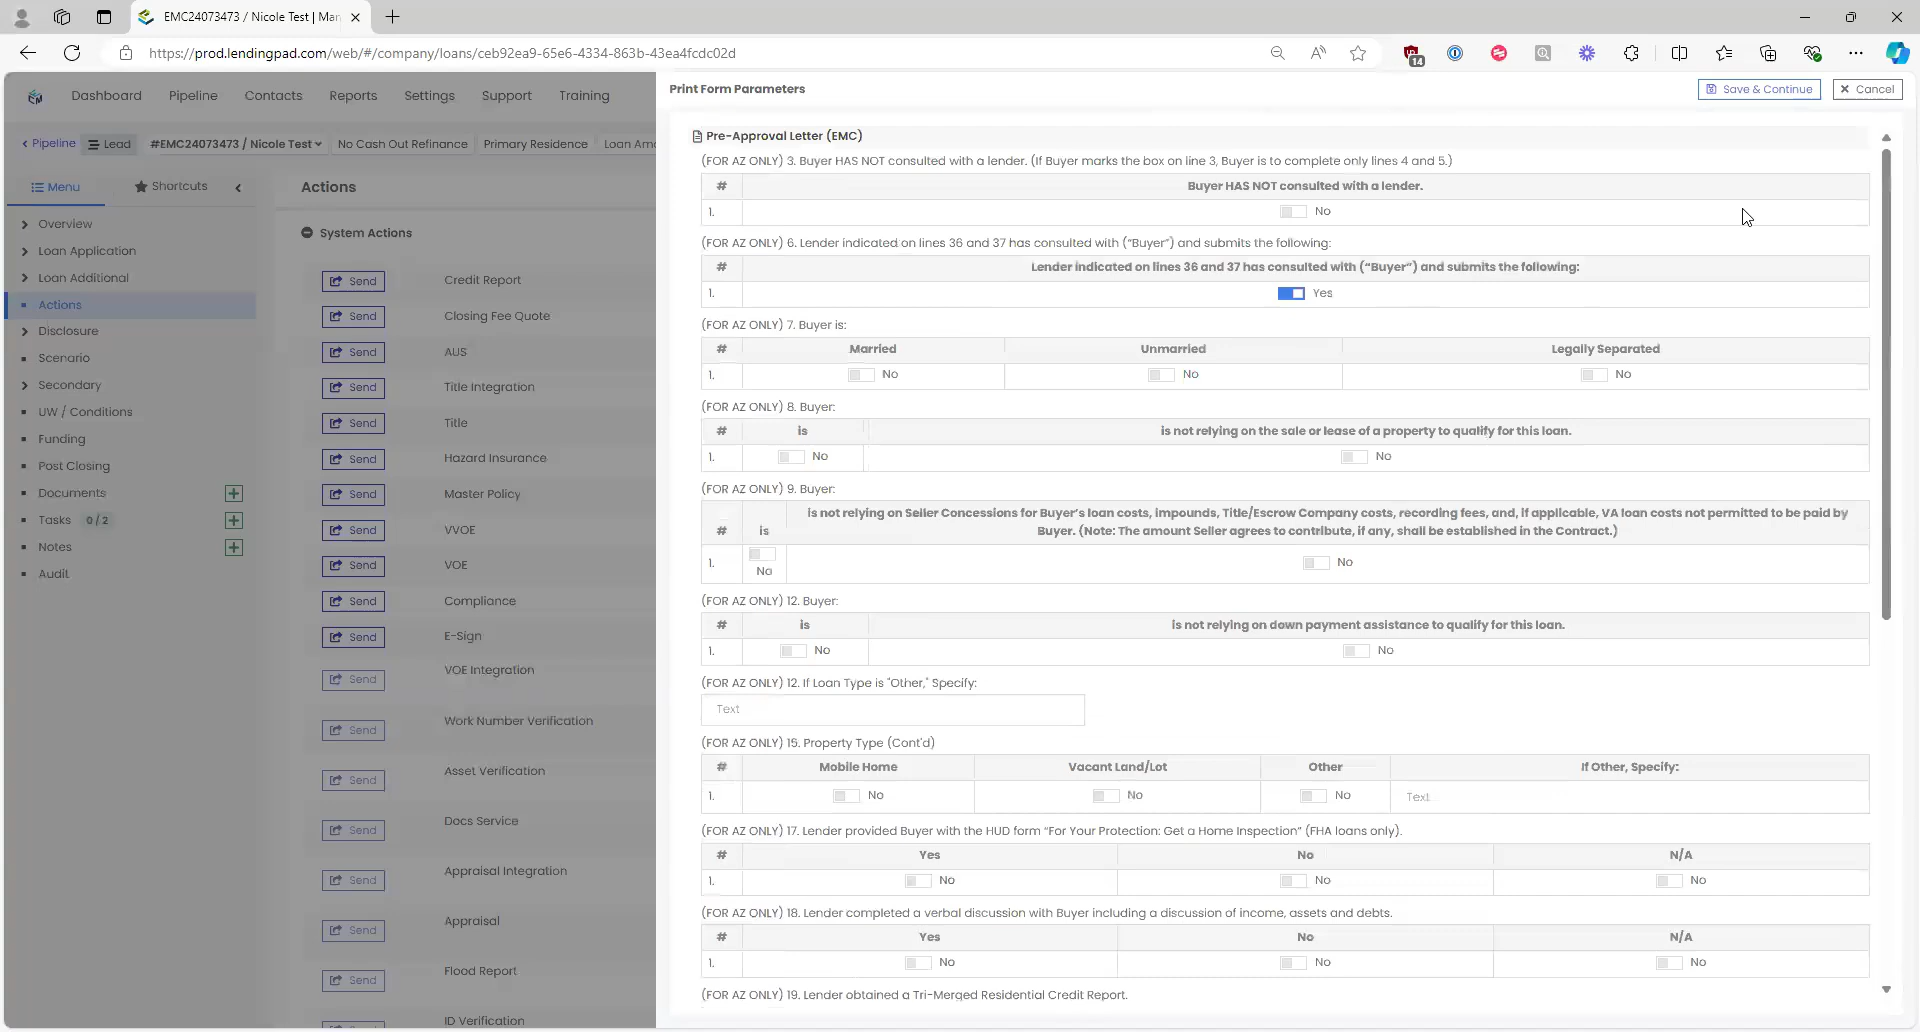 EMC24073473 / Nicole Test | Mar
https://prod.lendingpad.com/web/#/company/loans/ceb92ea9-65e6-4334-863b-43ea4fcdc02d
14
Dashboard Pipeline Contacts Reports Settings Support Training
Pipeline Lead #EMC24073473 / Nicole Test No Cash Out Refinance Primary Residence Loan Amo
Menu Shortcuts
Overview
Loan Application
Loan Additional
Actions
Disclosure
Scenario
Secondary
UW / Conditions
Funding
Post Closing
Documents
Tasks 0 / 2
Notes
Audit
Actions
System Actions
Send Credit Report
Send Closing Fee Quote
Send AUS
Send Title Integration
Send Title
Send Hazard Insurance
Send Master Policy
Send VVOE
Send VOE
Send Compliance
Send E-Sign
Send VOE Integration
Send Work Number Verification
Send Asset Verification
Send Docs Service
Send Appraisal Integration
Send Appraisal
Send Flood Report
ID Verification
Print Form Parameters
Save & Continue Cancel
Pre-Approval Letter (EMC)
(FOR AZ ONLY) 3. Buyer HAS NOT consulted with a lender. (If Buyer marks the box on line 3, Buyer is to complete only lines 4 and 5.)
# Buyer HAS NOT consulted with a lender.
1. No
(FOR AZ ONLY) 6. Lender indicated on lines 36 and 37 has consulted with (“Buyer”) and submits the following:
# Lender indicated on lines 36 and 37 has consulted with (“Buyer”) and submits the following:
1. Yes
(FOR AZ ONLY) 7. Buyer is:
# Married Unmarried Legally Separated
1. No No No
(FOR AZ ONLY) 8. Buyer:
# is is not relying on the sale or lease of a property to qualify for this loan.
1. No No
(FOR AZ ONLY) 9. Buyer:
# is is not relying on Seller Concessions for Buyer’s loan costs, impounds, Title/Escrow Company costs, recording fees, and, if applicable, VA loan costs not permitted to be paid by
Buyer. (Note: The amount Seller agrees to contribute, if any, shall be established in the Contract.)
1. No No
(FOR AZ ONLY) 12. Buyer:
# is is not relying on down payment assistance to qualify for this loan.
1. No No
(FOR AZ ONLY) 12. If Loan Type is "Other," Specify:
Text
(FOR AZ ONLY) 15. Property Type (Cont'd)
# Mobile Home Vacant Land/Lot Other If Other, Specify:
1. No No No Text
(FOR AZ ONLY) 17. Lender provided Buyer with the HUD form “For Your Protection: Get a Home Inspection” (FHA loans only).
# Yes No N/A
1. No No No
(FOR AZ ONLY) 18. Lender completed a verbal discussion with Buyer including a discussion of income, assets and debts.
# Yes No N/A
1. No No No
(FOR AZ ONLY) 19. Lender obtained a Tri-Merged Residential Credit Report.